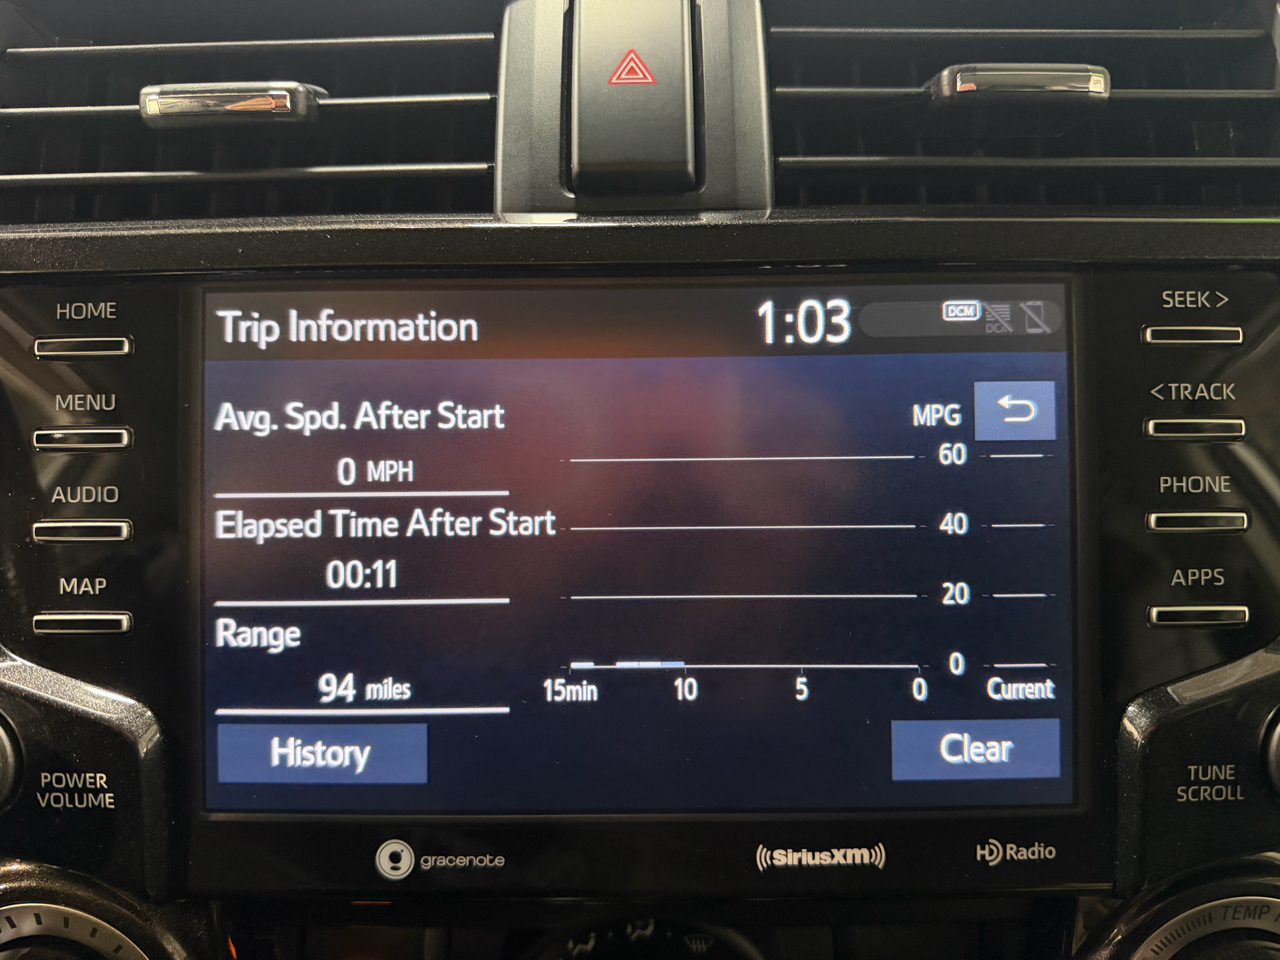 HOME
MENU
AUDIO
MAP
POWER
VOLUME
Trip Information
1:03
DCM
DCM
Avg. Spd. After Start
0 MPH
Elapsed Time After Start
00:11
Range
94 miles
MPG
60
40
20
0
15min 10 5 0 Current
History
Clear
SEEK >
< TRACK
PHONE
APPS
TUNE
SCROLL
gracenote
SiriusXM
HD Radio
TEMP